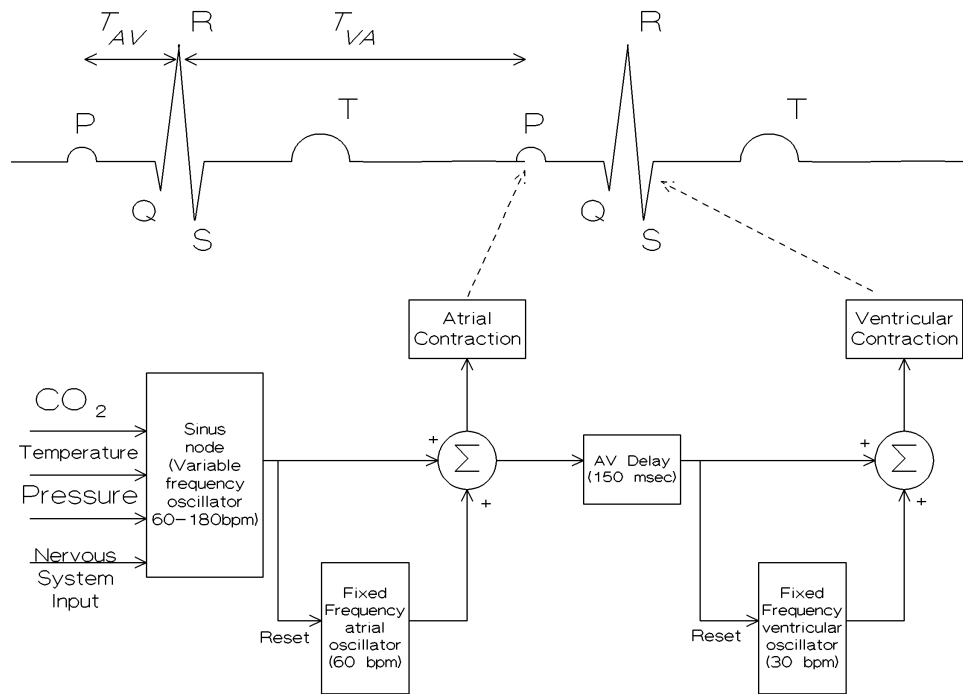 T_AV R T_VA R
P T P T
Q S Q S
Atrial
Contraction
Ventricular
Contraction
CO₂
Temperature
Pressure
Nervous
System
Input
Sinus
node
(Variable
frequency
oscillator
60-180bpm)
+
Σ
+
AV Delay
(150 msec)
+
Σ
+
Reset
Fixed
Frequency
atrial
oscillator
(60 bpm)
Reset
Fixed
Frequency
ventricular
oscillator
(30 bpm)